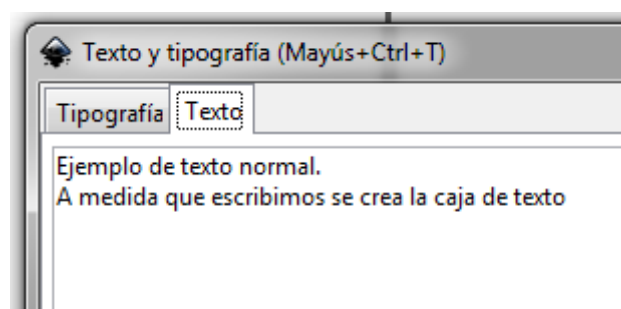 Texto y tipografía (Mayús+Ctrl+T)
Tipografía Texto
Ejemplo de texto normal.
A medida que escribimos se crea la caja de texto